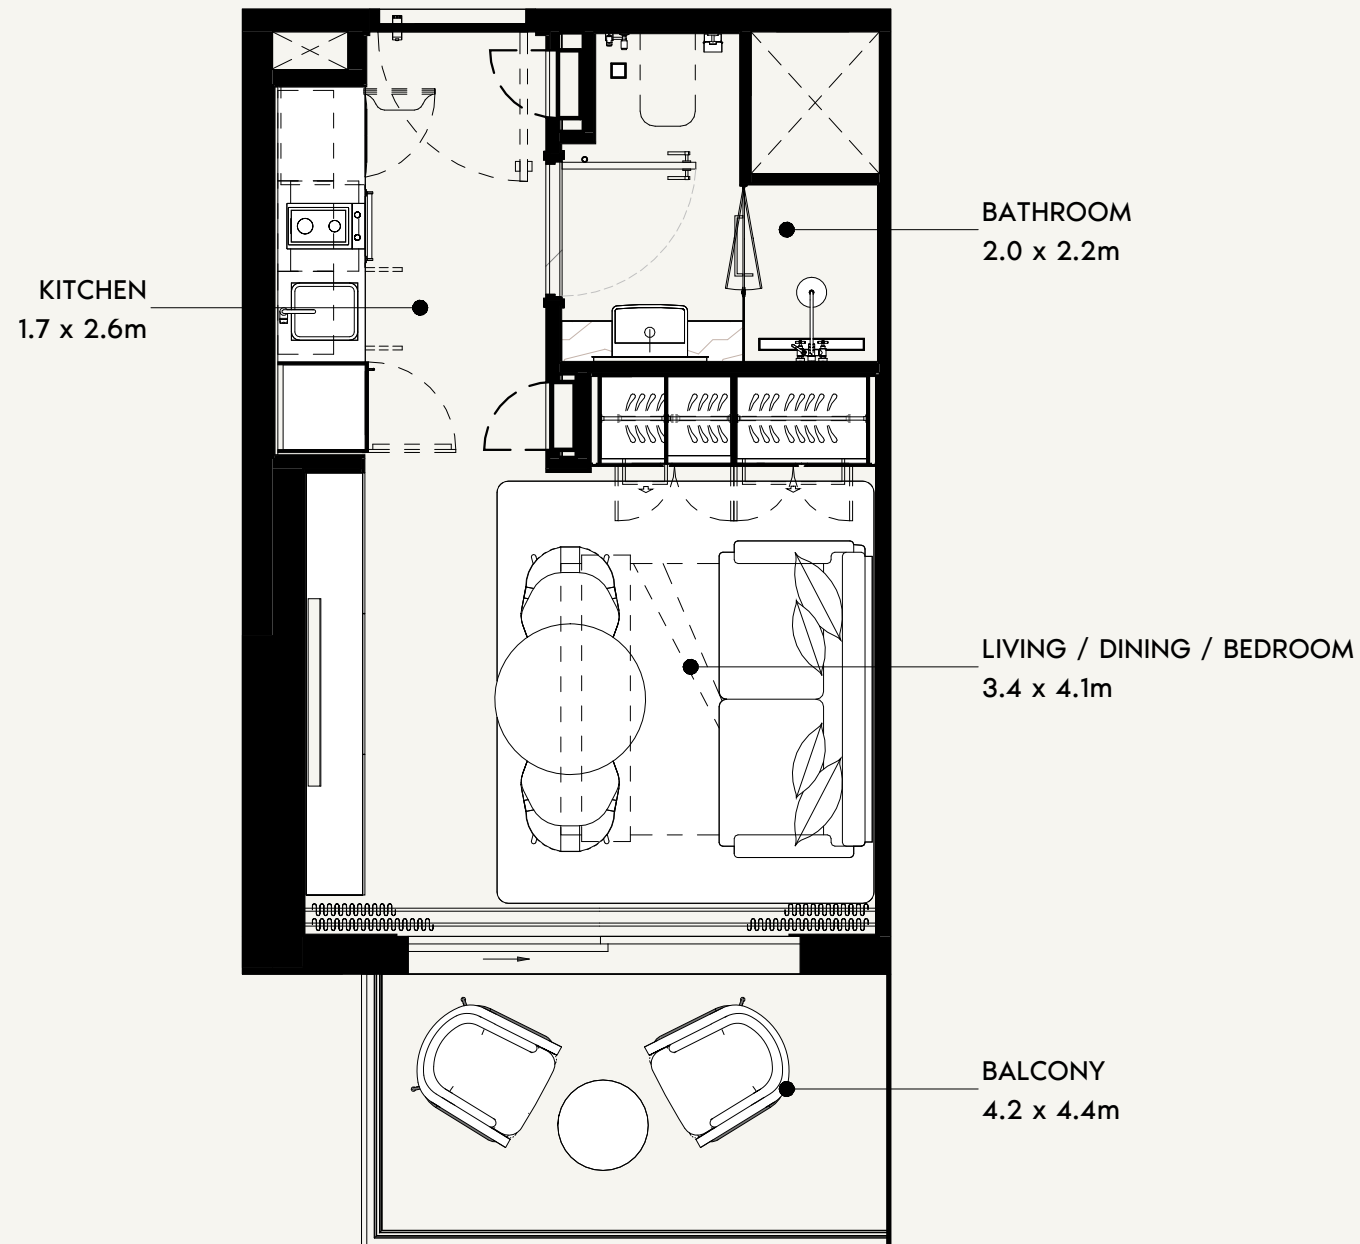 BATHROOM
2.0 x 2.2m
KITCHEN
1.7 x 2.6m
LIVING / DINING / BEDROOM
3.4 x 4.1m
BALCONY
4.2 x 4.4m